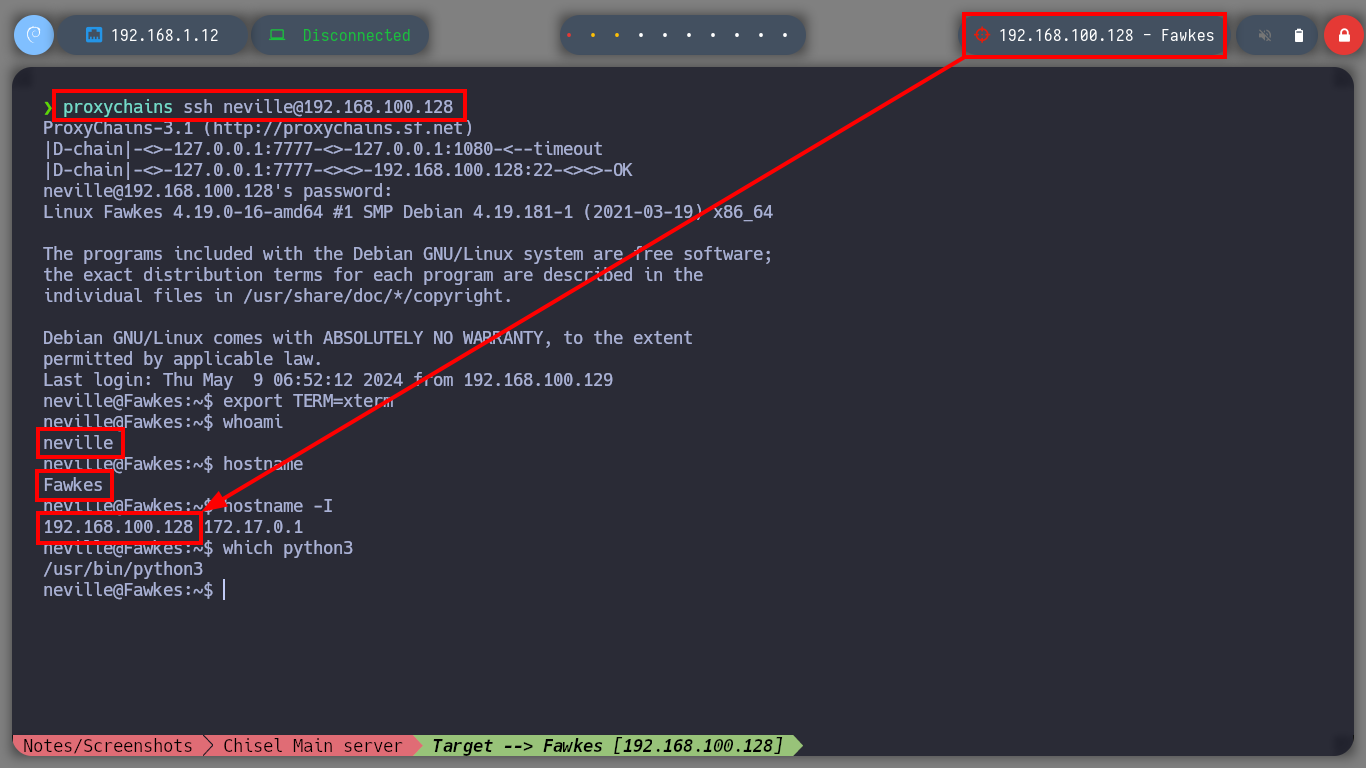 192.168.1.12
Disconnected
192.168.100.128 - Fawkes
❯ proxychains ssh neville@192.168.100.128
ProxyChains-3.1 (http://proxychains.sf.net)
|D-chain|-<>-127.0.0.1:7777-<>-127.0.0.1:1080-<--timeout
|D-chain|-<>-127.0.0.1:7777-<><>-192.168.100.128:22-<><>-OK
neville@192.168.100.128's password:
Linux Fawkes 4.19.0-16-amd64 #1 SMP Debian 4.19.181-1 (2021-03-19) x86_64
The programs included with the Debian GNU/Linux system are free software;
the exact distribution terms for each program are described in the
individual files in /usr/share/doc/*/copyright.
Debian GNU/Linux comes with ABSOLUTELY NO WARRANTY, to the extent
permitted by applicable law.
Last login: Thu May  9 06:52:12 2024 from 192.168.100.129
neville@Fawkes:~$ export TERM=xterm
neville@Fawkes:~$ whoami
neville
neville@Fawkes:~$ hostname
Fawkes
neville@Fawkes:~$ hostname -I
192.168.100.128 172.17.0.1
neville@Fawkes:~$ which python3
/usr/bin/python3
neville@Fawkes:~$
Notes/Screenshots
Chisel Main server
Target --> Fawkes [192.168.100.128]